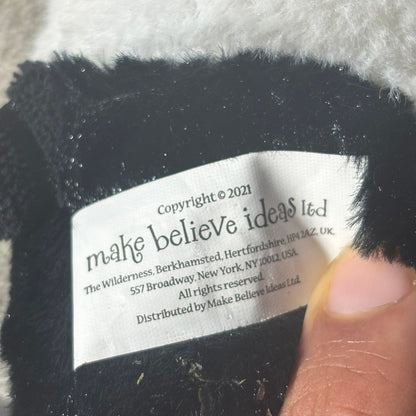 Copyright © 2021
make believe ideas ltd
The Wilderness, Berkhamsted, Hertfordshire, HP4 2AZ, UK.
557 Broadway, New York, NY 10012, USA.
All rights reserved.
Distributed by Make Believe Ideas Ltd.